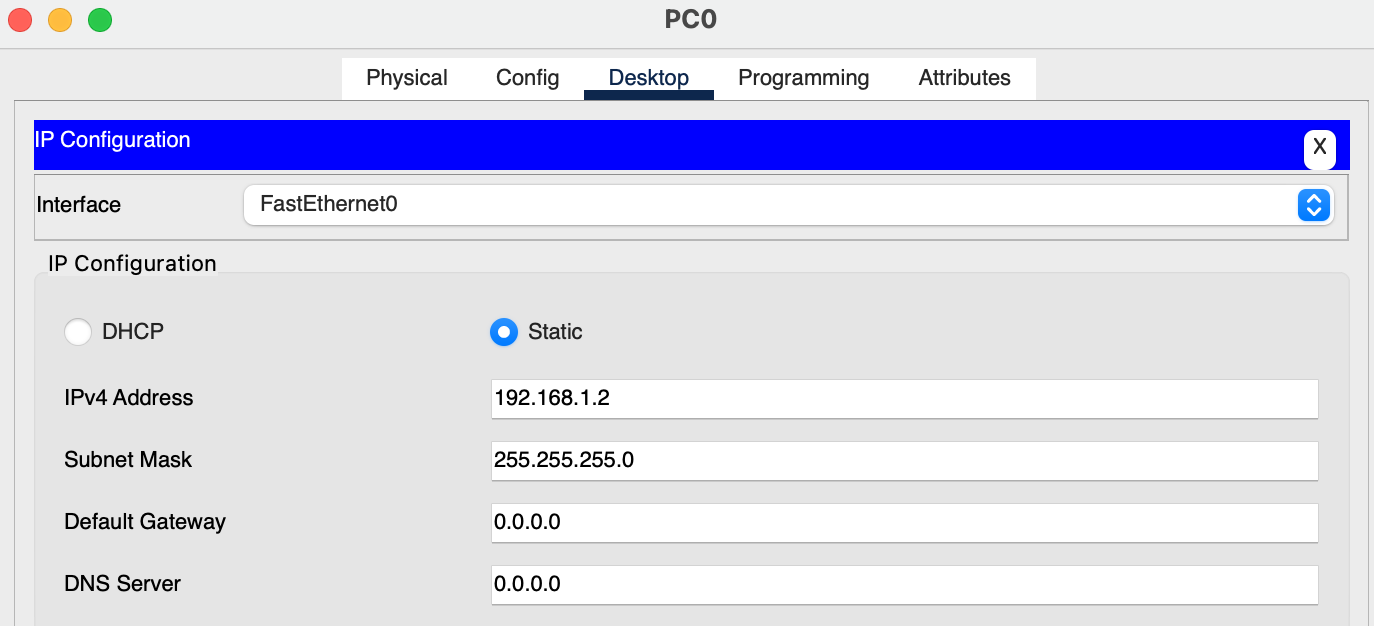 PC0
Physical Config Desktop Programming Attributes
IP Configuration X
Interface FastEthernet0
IP Configuration
DHCP Static
IPv4 Address 192.168.1.2
Subnet Mask 255.255.255.0
Default Gateway 0.0.0.0
DNS Server 0.0.0.0